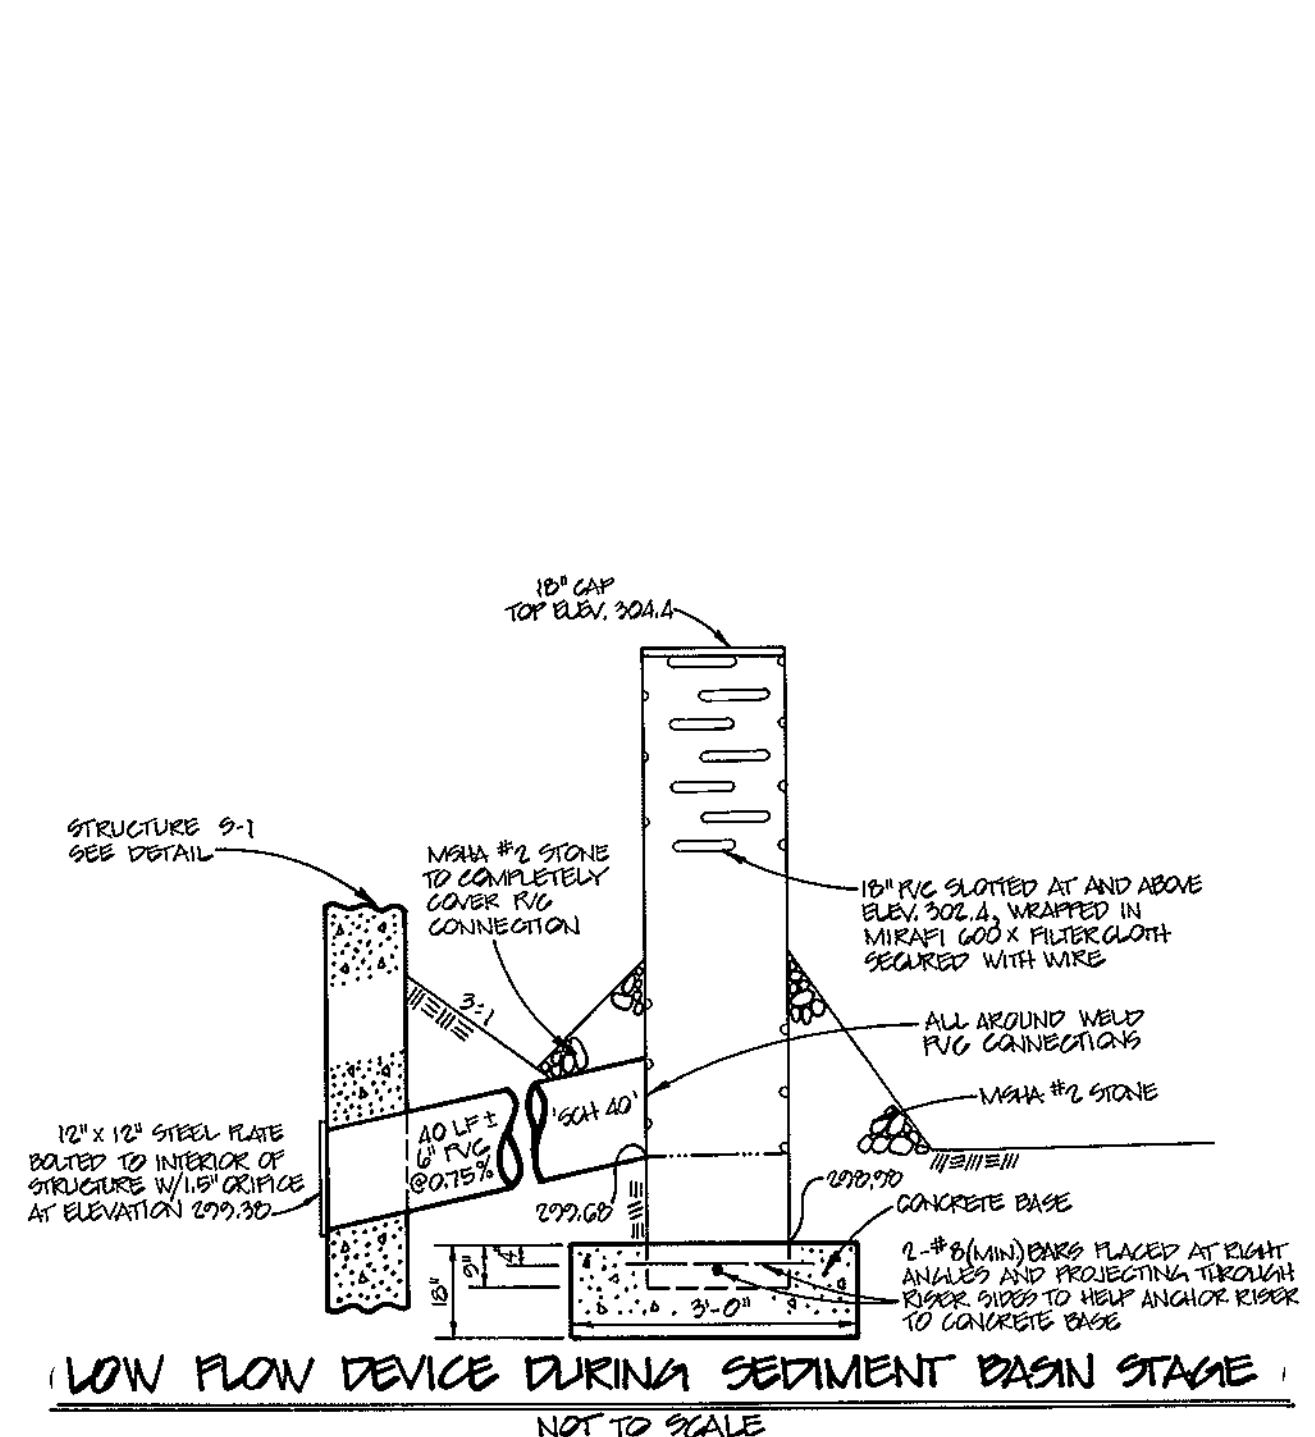 18" CAP
TOP ELEV. 304.4
STRUCTURE S-1
SEE DETAIL
MSHA #2 STONE
TO COMPLETELY
COVER PVC
CONNECTION
18" PVC SLOTTED AT AND ABOVE
ELEV. 302.4, WRAPPED IN
MIRAFI 600X FILTERCLOTH
SECURED WITH WIRE
3:1
ALL AROUND WELD
PVC CONNECTIONS
MSHA #2 STONE
'SCH 40'
40 LF ±
6" PVC
@0.75%
12" X 12" STEEL PLATE
BOLTED TO INTERIOR OF
STRUCTURE W/1.5" ORIFICE
AT ELEVATION 299.38
299.68
298.98
CONCRETE BASE
2-#8(MIN) BARS PLACED AT RIGHT
ANGLES AND PROJECTING THROUGH
RISER SIDES TO HELP ANCHOR RISER
TO CONCRETE BASE
18"
9"
4"
3'-0"
LOW FLOW DEVICE DURING SEDIMENT BASIN STAGE
NOT TO SCALE